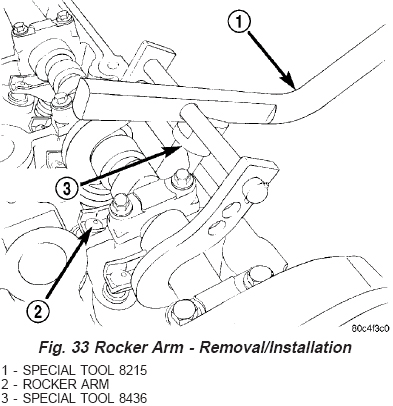 1
3
2
80c4f3c0
Fig. 33 Rocker Arm - Removal/Installation
1 - SPECIAL TOOL 8215
2 - ROCKER ARM
3 - SPECIAL TOOL 8436